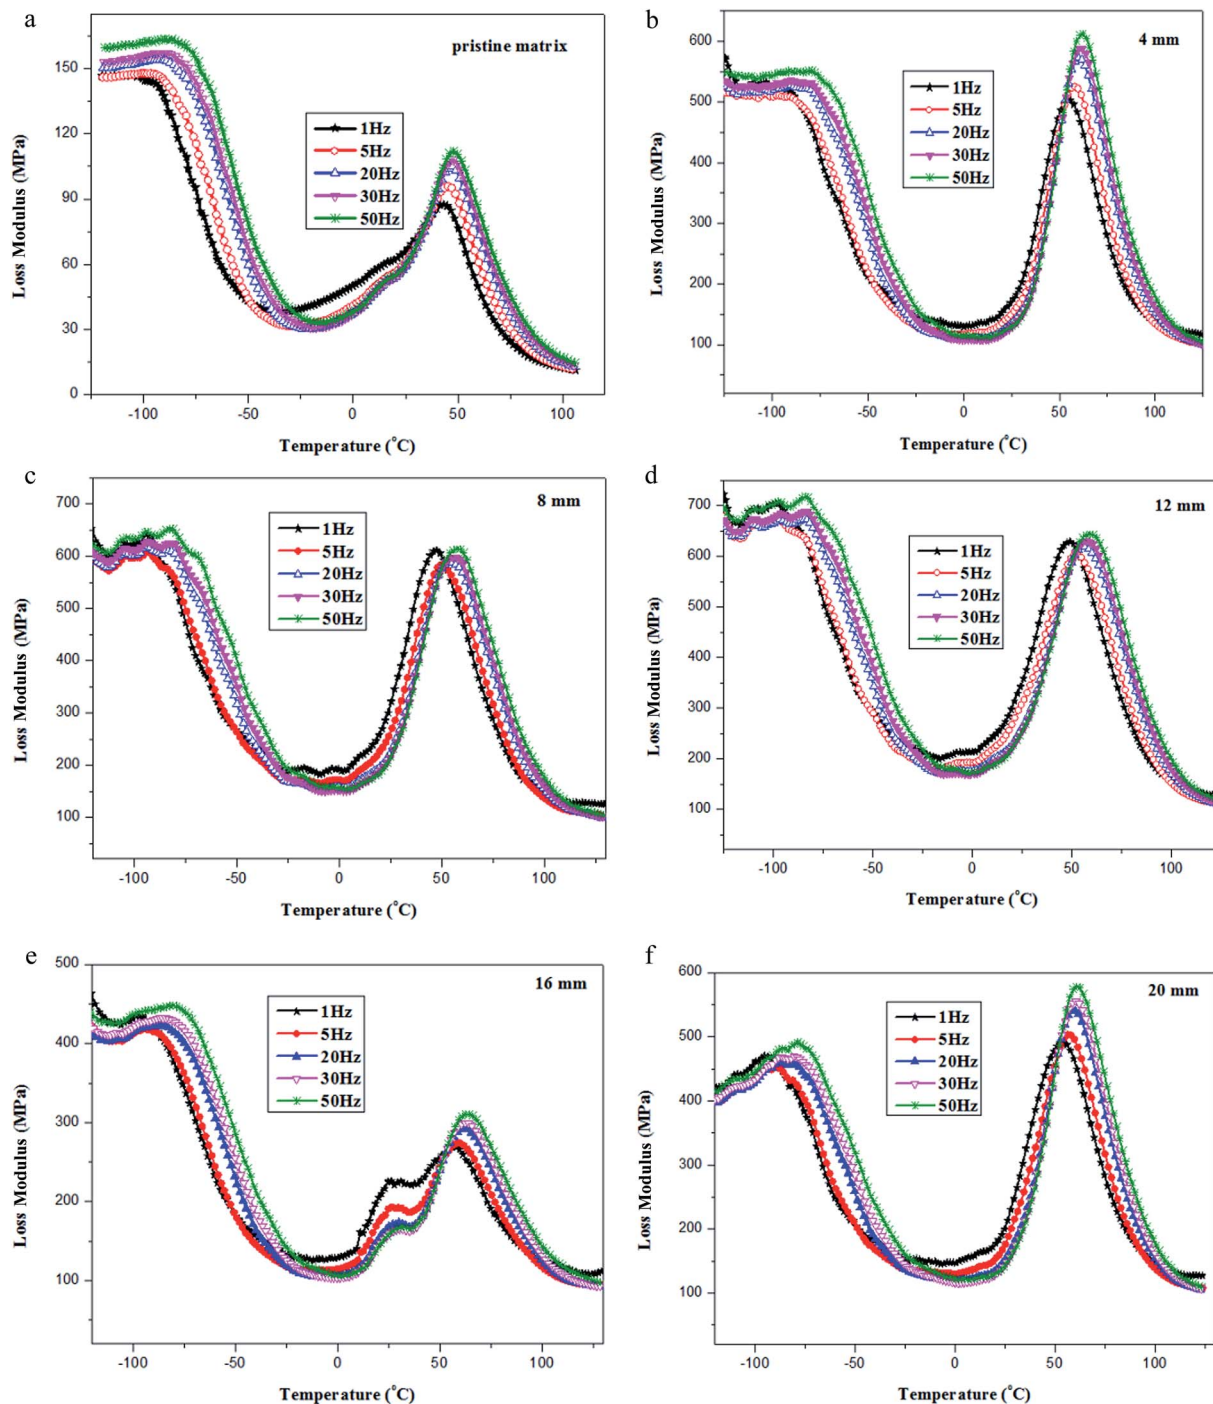 a
pristine matrix
1Hz
5Hz
20Hz
30Hz
50Hz
150
120
90
60
30
0
-100 -50 0 50 100
Loss Modulus (MPa)
Temperature (°C)
b
4 mm
1Hz
5Hz
20Hz
30Hz
50Hz
600
500
400
300
200
100
-100 -50 0 50 100
Loss Modulus (MPa)
Temperature (°C)
c
8 mm
1Hz
5Hz
20Hz
30Hz
50Hz
700
600
500
400
300
200
100
-100 -50 0 50 100
Loss Modulus (MPa)
Temperature (°C)
d
12 mm
1Hz
5Hz
20Hz
30Hz
50Hz
700
600
500
400
300
200
100
-100 -50 0 50 100
Loss Modulus (MPa)
Temperature (°C)
e
16 mm
1Hz
5Hz
20Hz
30Hz
50Hz
500
400
300
200
100
-100 -50 0 50 100
Loss Modulus (MPa)
Temperature (°C)
f
20 mm
1Hz
5Hz
20Hz
30Hz
50Hz
600
500
400
300
200
100
-100 -50 0 50 100
Loss Modulus (MPa)
Temperature (°C)